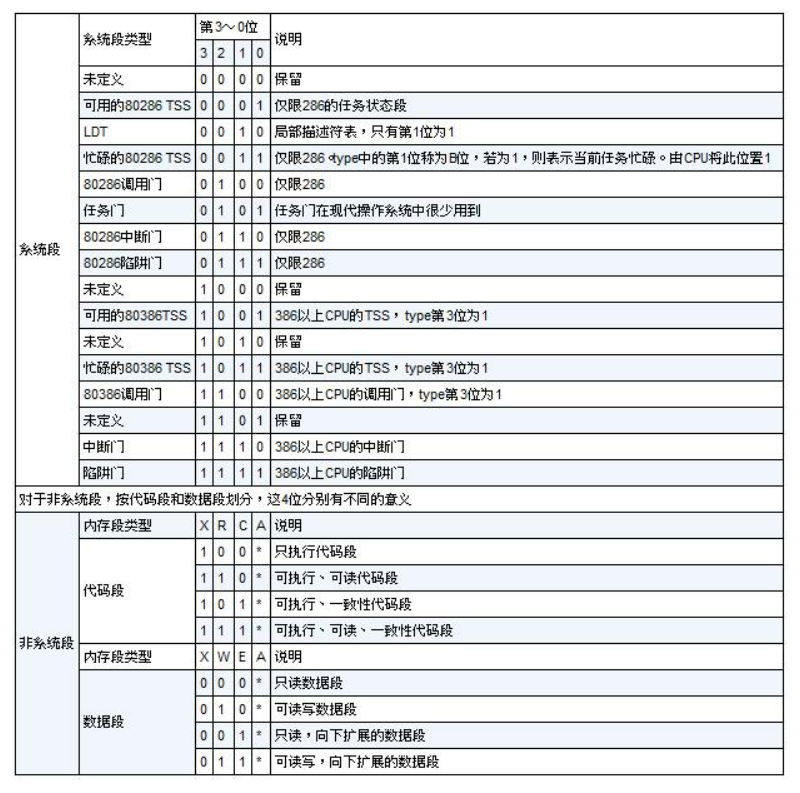 系统段类型 第3～0位 说明
3 2 1 0
系统段
未定义 0 0 0 0 保留
可用的80286 TSS 0 0 0 1 仅限286的任务状态段
LDT 0 0 1 0 局部描述符表，只有第1位为1
忙碌的80286 TSS 0 0 1 1 仅限286，type中的第1位称为B位，若为1，则表示当前任务忙碌。由CPU将此位置1
80286调用门 0 1 0 0 仅限286
任务门 0 1 0 1 任务门在现代操作系统中很少用到
80286中断门 0 1 1 0 仅限286
80286陷阱门 0 1 1 1 仅限286
未定义 1 0 0 0 保留
可用的80386TSS 1 0 0 1 386以上CPU的TSS，type第3位为1
未定义 1 0 1 0 保留
忙碌的80386 TSS 1 0 1 1 386以上CPU的TSS，type第3位为1
80386调用门 1 1 0 0 386以上CPU的调用门，type第3位为1
未定义 1 1 0 1 保留
中断门 1 1 1 0 386以上CPU的中断门
陷阱门 1 1 1 1 386以上CPU的陷阱门
对于非系统段，按代码段和数据段划分，这4位分别有不同的意义
非系统段
内存段类型 X R C A 说明
代码段
1 0 0 * 只执行代码段
1 1 0 * 可执行、可读代码段
1 0 1 * 可执行、一致性代码段
1 1 1 * 可执行、可读、一致性代码段
内存段类型 X W E A 说明
数据段
0 0 0 * 只读数据段
0 1 0 * 可读写数据段
0 0 1 * 只读，向下扩展的数据段
0 1 1 * 可读写，向下扩展的数据段